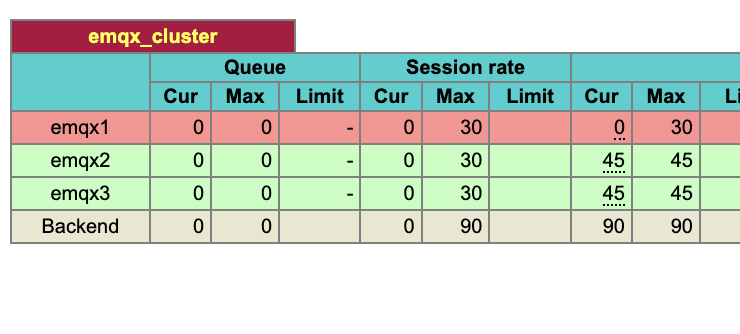 emqx_cluster
Queue Session rate
Cur Max Limit Cur Max Limit Cur Max
emqx1 0 0 - 0 30 0 30
emqx2 0 0 - 0 30 45 45
emqx3 0 0 - 0 30 45 45
Backend 0 0 0 90 90 90